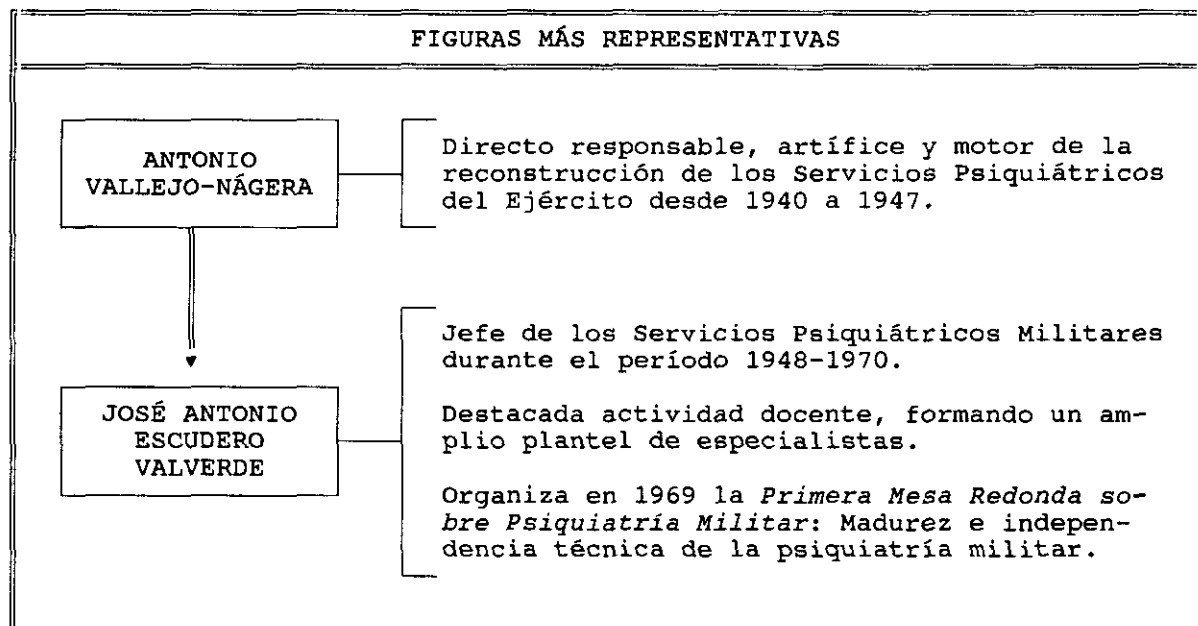 FIGURAS MÁS REPRESENTATIVAS
ANTONIO
VALLEJO-NÁGERA
Directo responsable, artífice y motor de la
reconstrucción de los Servicios Psiquiátricos
del Ejército desde 1940 a 1947.
JOSÉ ANTONIO
ESCUDERO
VALVERDE
Jefe de los Servicios Psiquiátricos Militares
durante el período 1948-1970.
Destacada actividad docente, formando un am-
plio plantel de especialistas.
Organiza en 1969 la Primera Mesa Redonda so-
bre Psiquiatría Militar: Madurez e indepen-
dencia técnica de la psiquiatría militar.